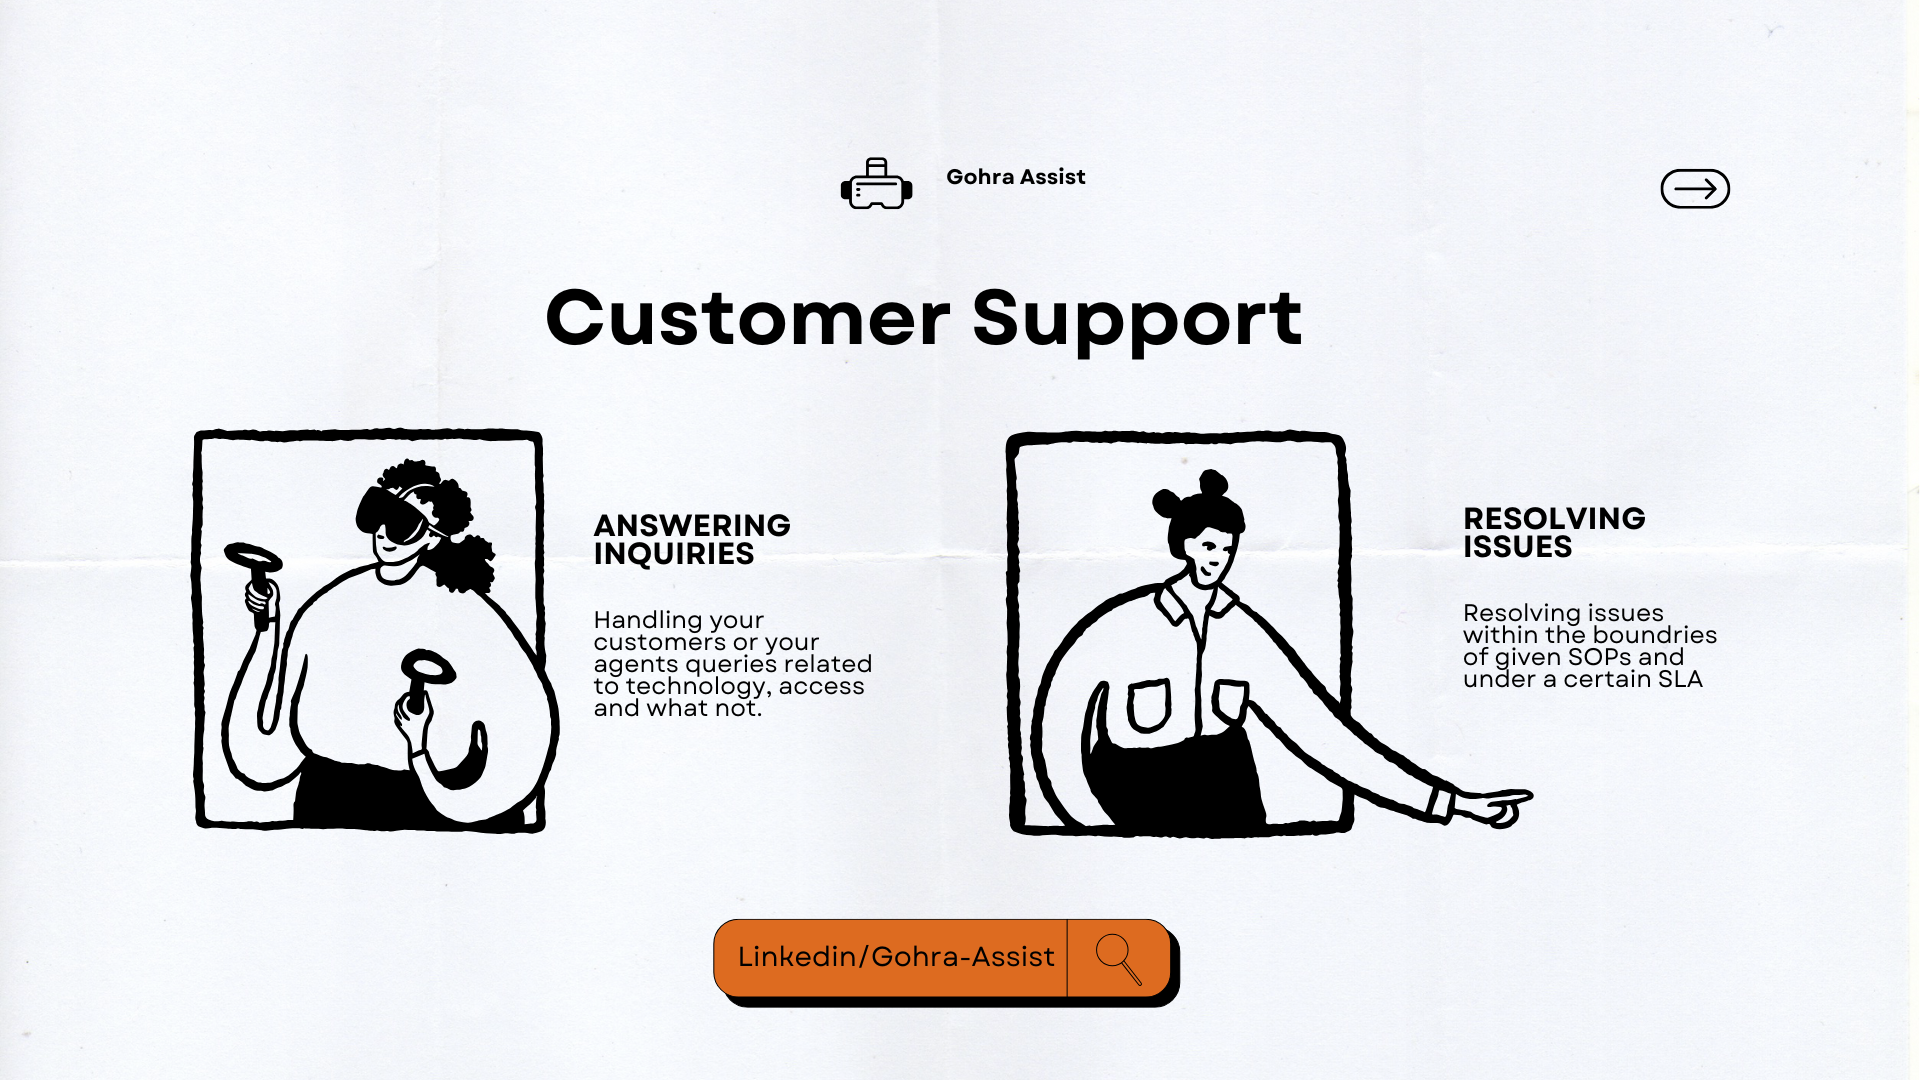 Gohra Assist
Customer Support
ANSWERING
INQUIRIES
Handling your
customers or your
agents queries related
to technology, access
and what not.
RESOLVING
ISSUES
Resolving issues
within the boundries
of given SOPs and
under a certain SLA
Linkedin/Gohra-Assist